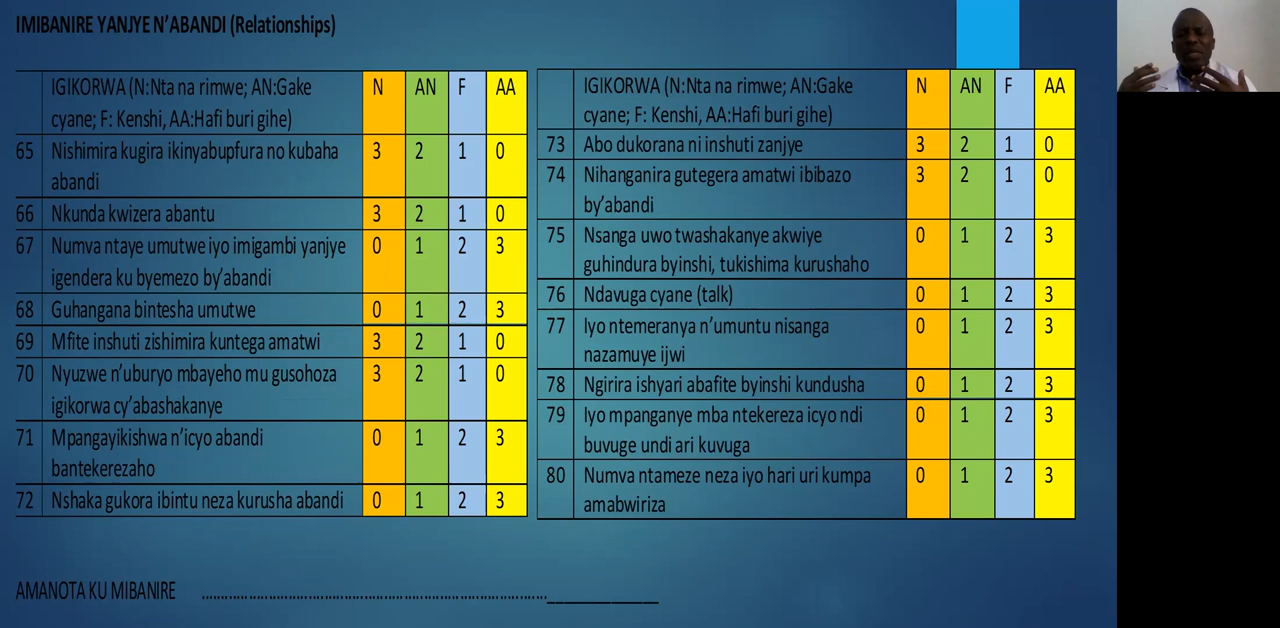 IMIBANIRE YANJYE N'ABANDI (Relationships)
IGIKORWA (N:Nta na rimwe; AN:Gake N AN F AA
cyane; F: Kenshi, AA:Hafi buri gihe)
65 Nishimira kugira ikinyabupfura no kubaha 3 2 1 0
abandi
66 Nkunda kwizera abantu 3 2 1 0
67 Numva ntaye umutwe iyo imigambi yanjye 0 1 2 3
igendera ku byemezo by'abandi
68 Guhangana bintesha umutwe 0 1 2 3
69 Mfite inshuti zishimira kuntega amatwi 3 2 1 0
70 Nyuzwe n'uburyo mbayeho mu gusohoza 3 2 1 0
igikorwa cy'abashakanye
71 Mpangayikishwa n'icyo abandi 0 1 2 3
bantekerezaho
72 Nshaka gukora ibintu neza kurusha abandi 0 1 2 3
IGIKORWA (N:Nta na rimwe; AN:Gake N AN F AA
cyane; F: Kenshi, AA:Hafi buri gihe)
73 Abo dukorana ni inshuti zanjye 3 2 1 0
74 Nihanganira gutegera amatwi ibibazo 3 2 1 0
by'abandi
75 Nsanga uwo twashakanye akwiye 0 1 2 3
guhindura byinshi, tukishima kurushaho
76 Ndavuga cyane (talk) 0 1 2 3
77 Iyo ntemeranya n'umuntu nisanga 0 1 2 3
nazamuye ijwi
78 Ngirira ishyari abafite byinshi kundusha 0 1 2 3
79 Iyo mpanganye mba ntekereza icyo ndi 0 1 2 3
buvuge undi ari kuvuga
80 Numva ntameze neza iyo hari uri kumpa 0 1 2 3
amabwiriza
AMANOTA KU MIBANIRE ..........................................................................______________